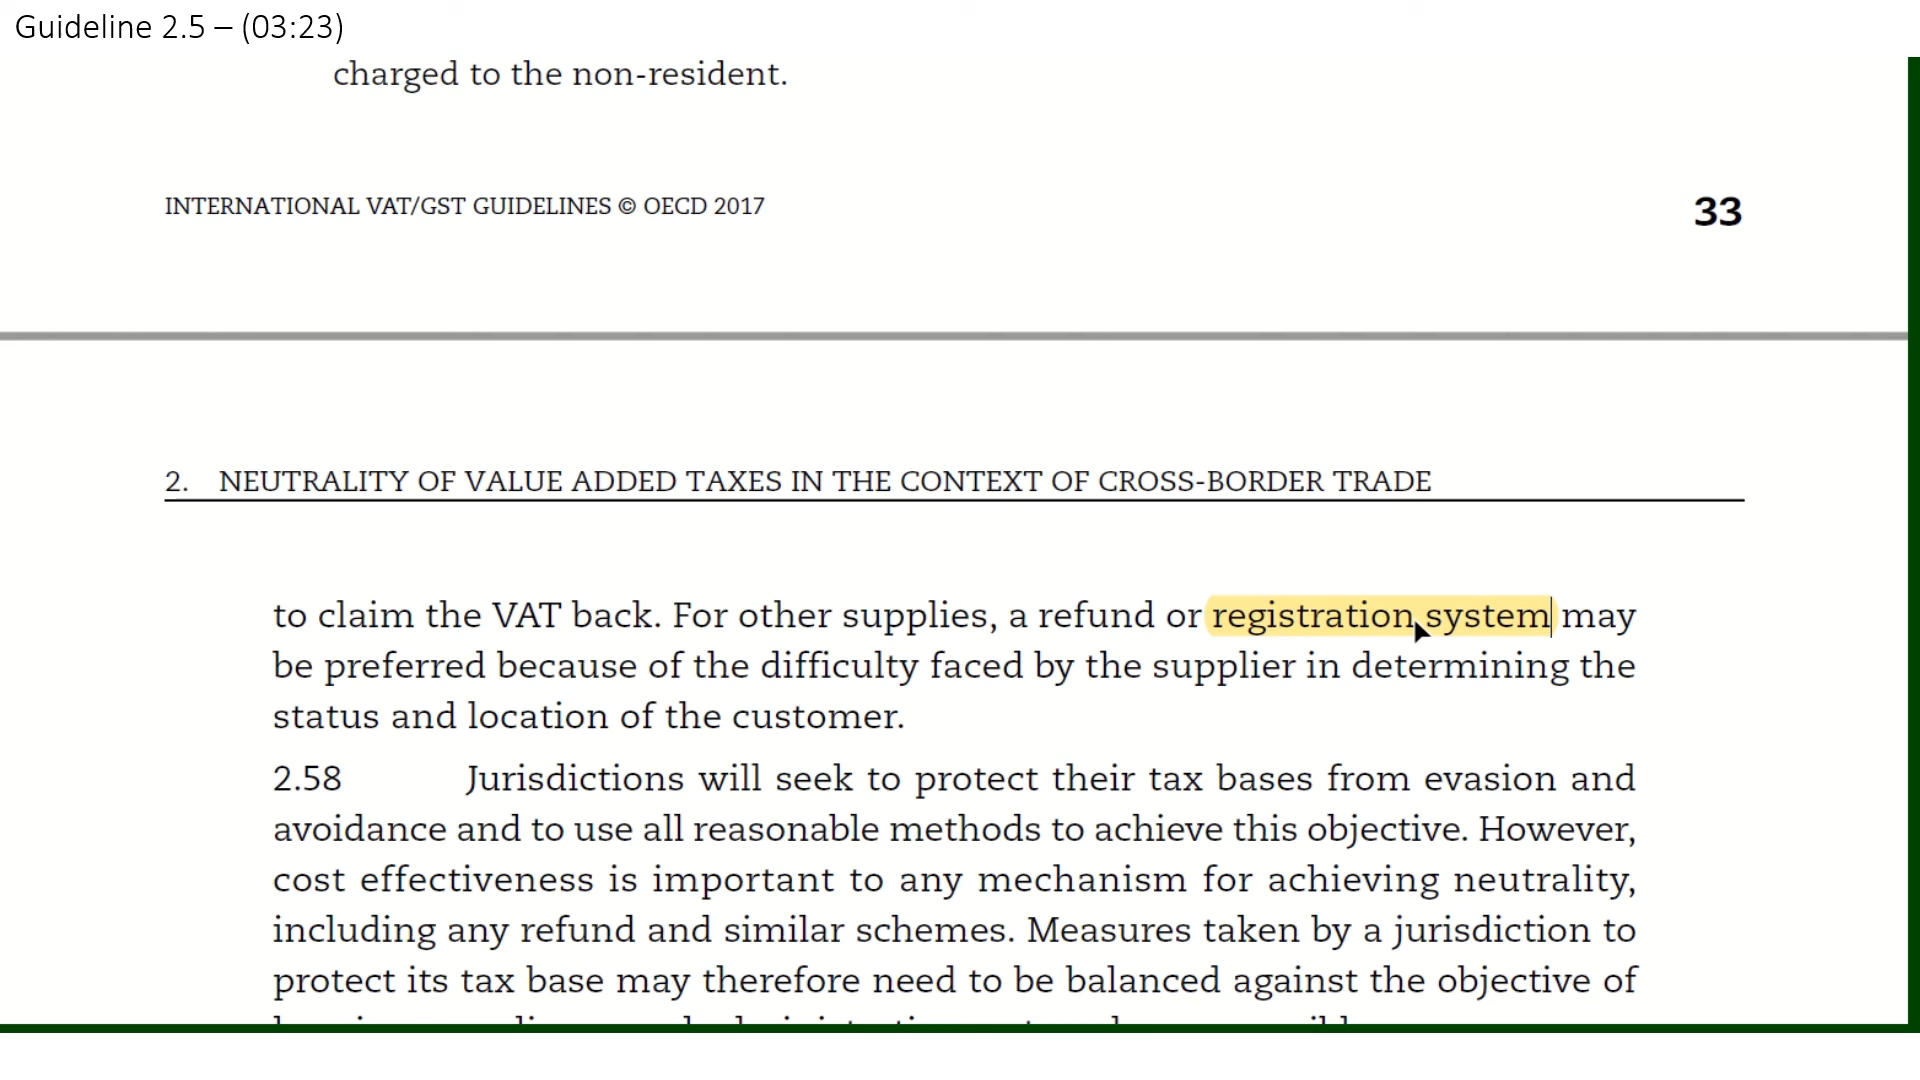 Guideline 2.5 – (03:23)
charged to the non-resident.
INTERNATIONAL VAT/GST GUIDELINES © OECD 2017
33
2. NEUTRALITY OF VALUE ADDED TAXES IN THE CONTEXT OF CROSS-BORDER TRADE
to claim the VAT back. For other supplies, a refund or registration system may
be preferred because of the difficulty faced by the supplier in determining the
status and location of the customer.
2.58 Jurisdictions will seek to protect their tax bases from evasion and
avoidance and to use all reasonable methods to achieve this objective. However,
cost effectiveness is important to any mechanism for achieving neutrality,
including any refund and similar schemes. Measures taken by a jurisdiction to
protect its tax base may therefore need to be balanced against the objective of